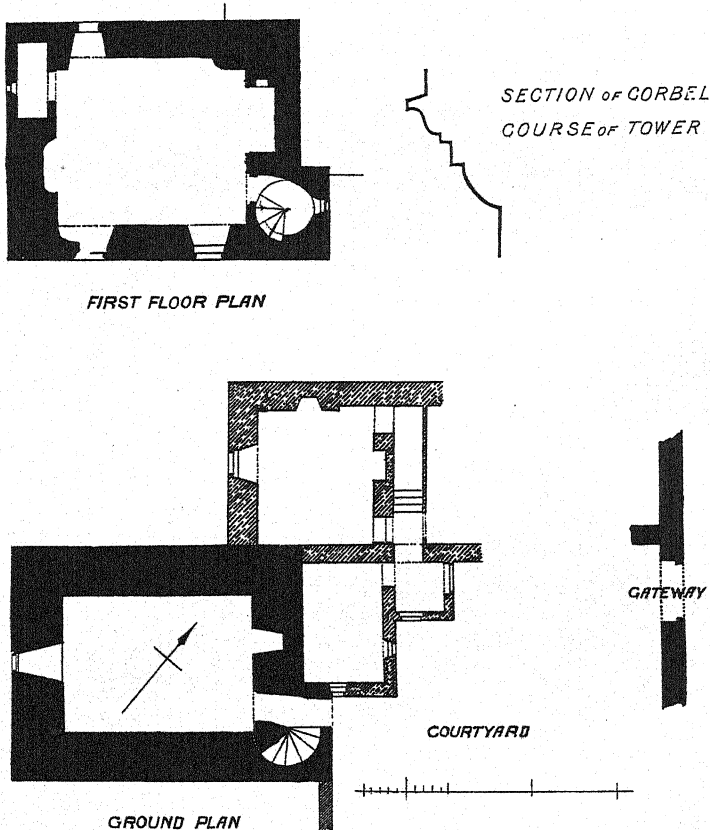 SECTION OF CORBEL
COURSE OF TOWER
FIRST FLOOR PLAN
GATEWAY
COURTYARD
GROUND PLAN